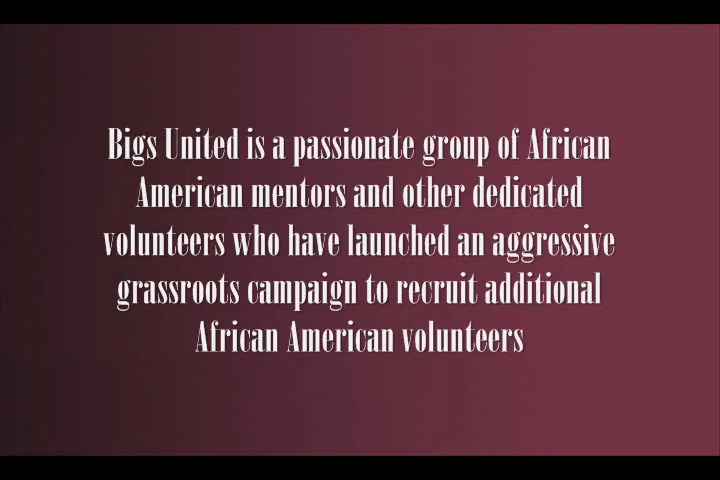 Bigs United is a passionate group of African
American mentors and other dedicated
volunteers who have launched an aggressive
grassroots campaign to recruit additional
African American volunteers